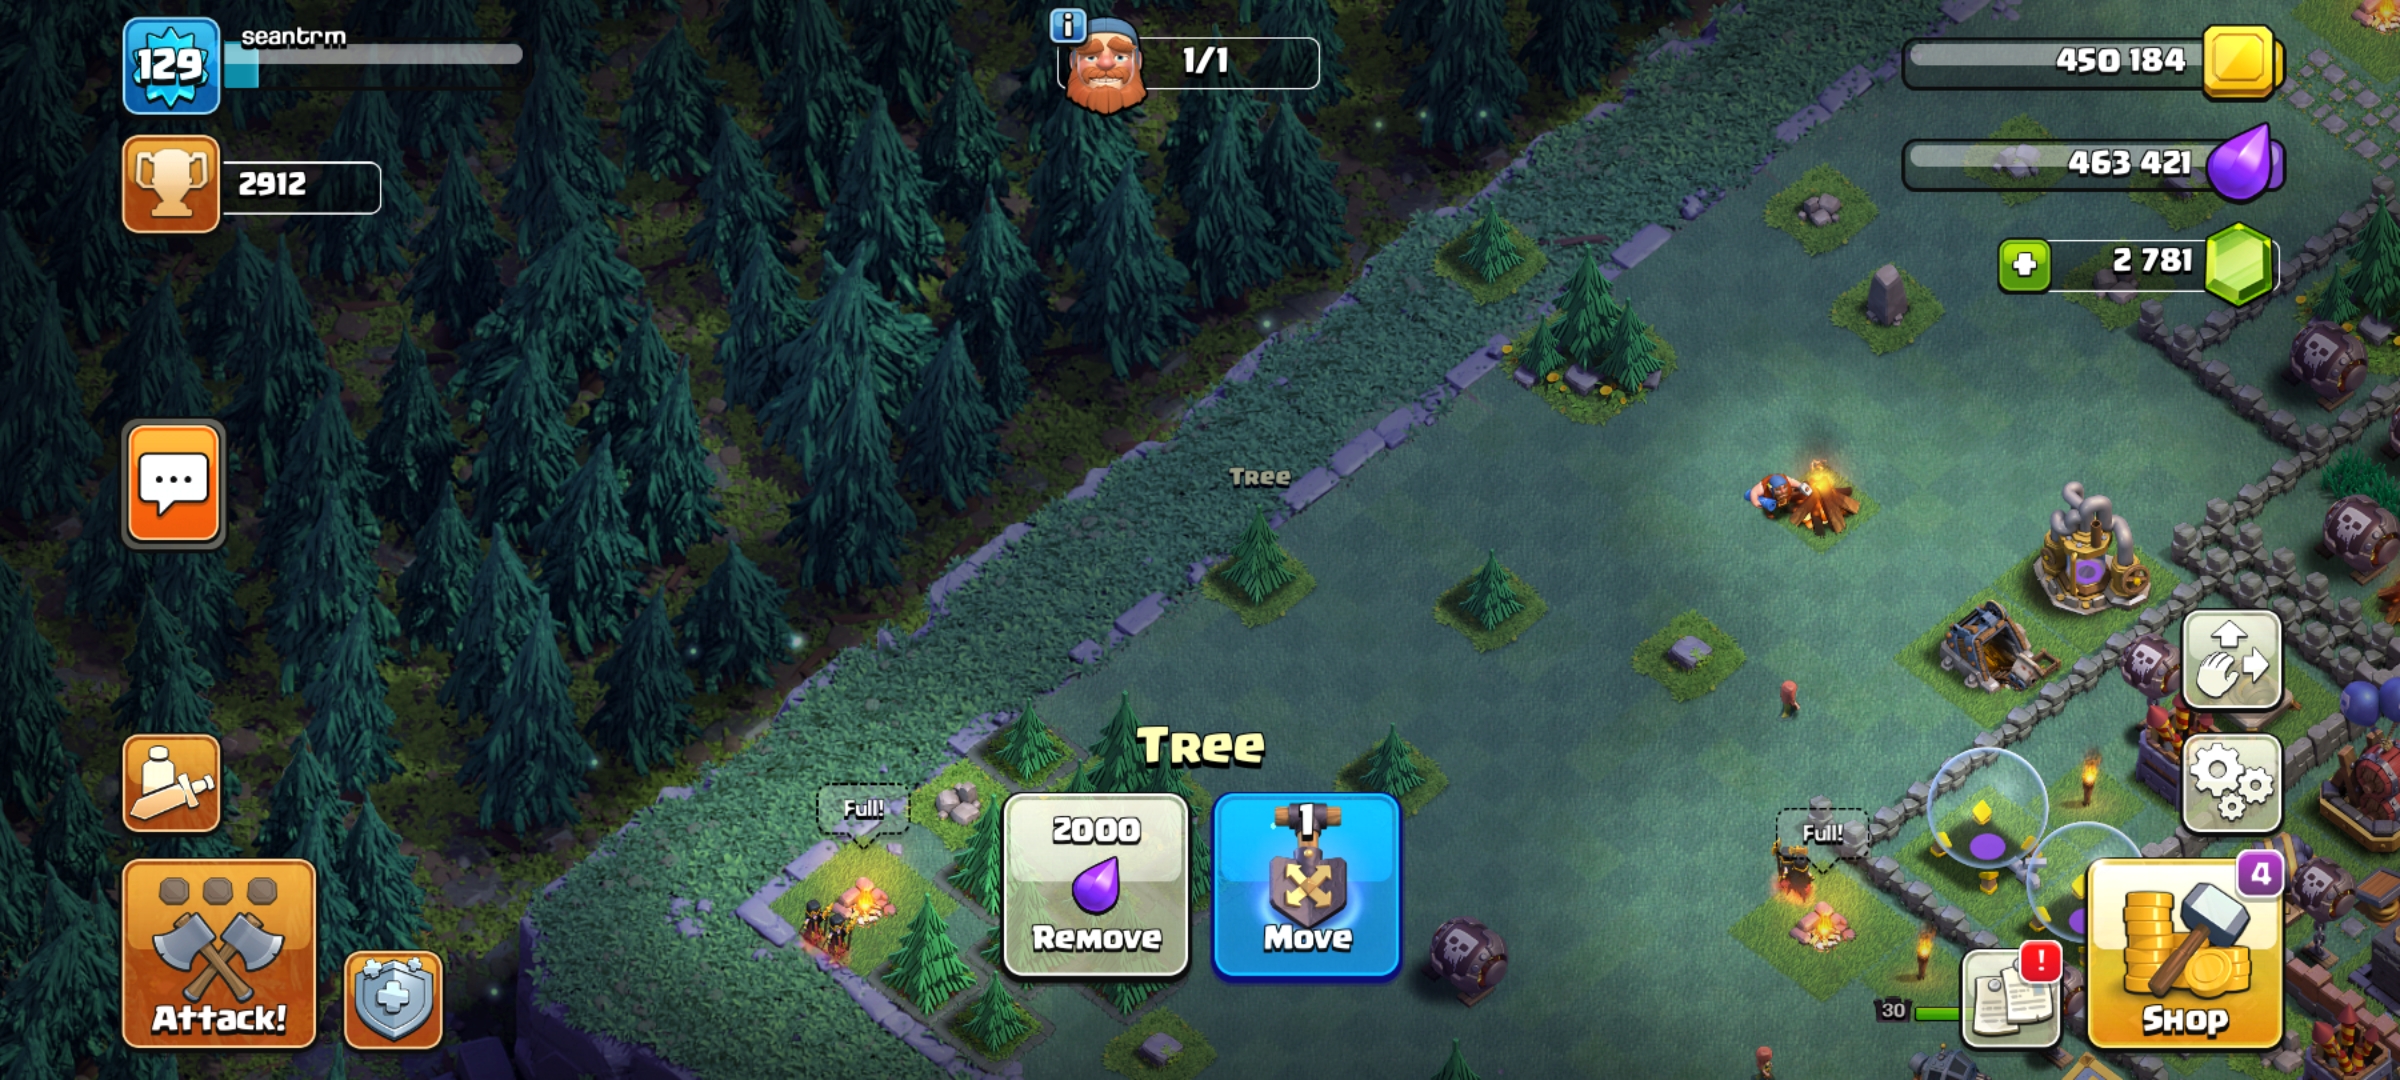 129
seantrm
i
1/1
450 184
2912
463 421
2 781
Tree
Tree
Full!
2000
Remove
1
Move
Full!
4
!
30
Attack!
Shop